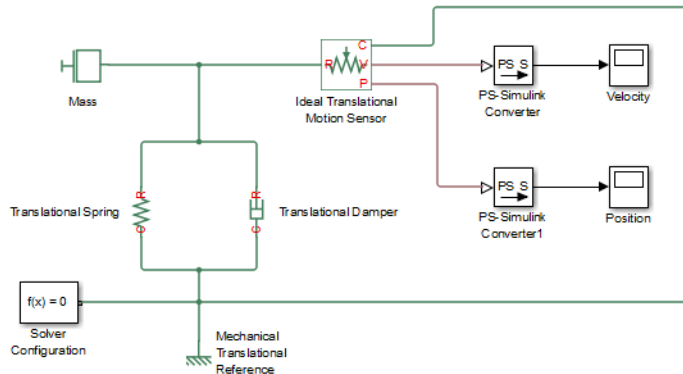 C
R
V
P
PS S
Mass
Ideal Translational
Motion Sensor
PS-Simulink
Converter
Velocity
R
R
PS S
Translational Spring
Translational Damper
C
C
PS-Simulink
Converter1
Position
f(x) = 0
Solver
Configuration
Mechanical
Translational
Reference